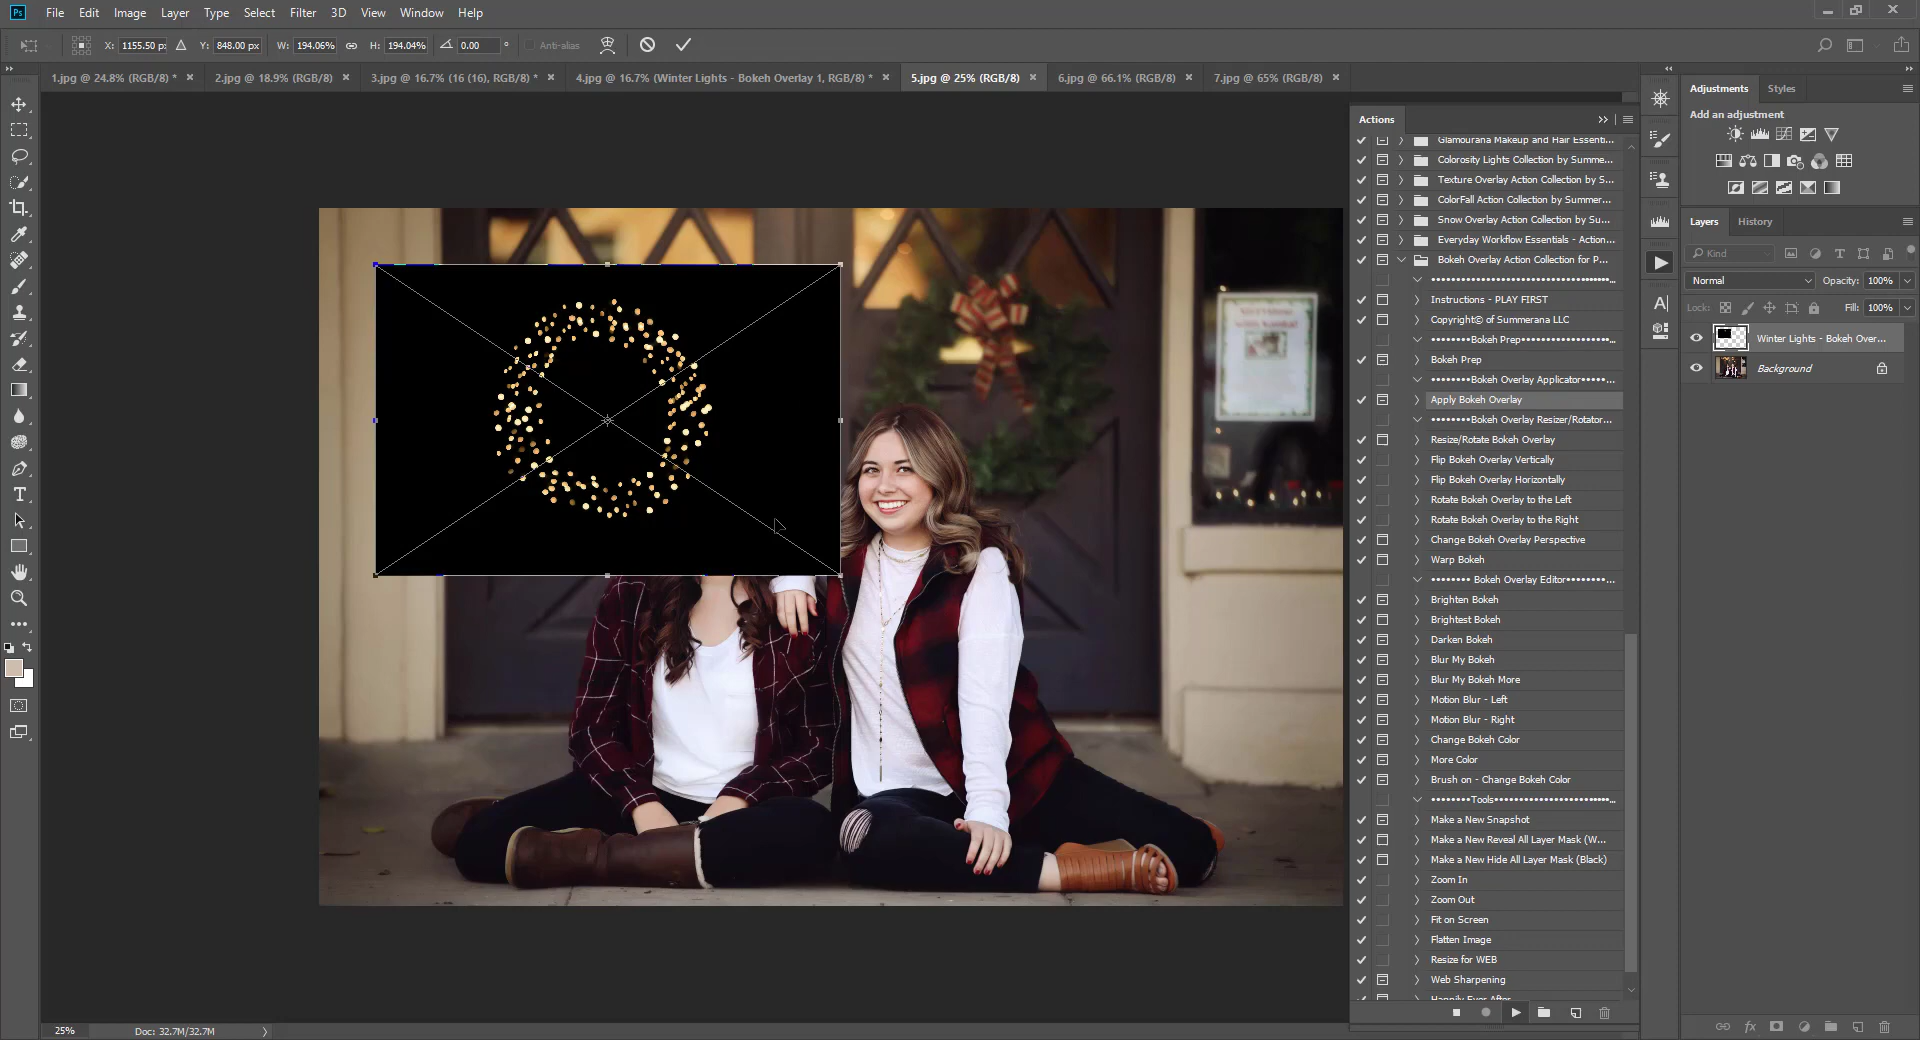 Ps File Edit Image Layer Type Select Filter 3D View Window Help
X: 1155.50 px Y: 848.00 px W: 194.06% H: 194.04% 0.00 ° Anti-alias
1.jpg @ 24.8% (RGB/8) * × 2.jpg @ 18.9% (RGB/8) × 3.jpg @ 16.7% (16 (16), RGB/8) * × 4.jpg @ 16.7% (Winter Lights - Bokeh Overlay 1, RGB/8) * × 5.jpg @ 25% (RGB/8) × 6.jpg @ 66.1% (RGB/8) × 7.jpg @ 65% (RGB/8) ×
Actions
Glamourana Makeup and Hair Essenti...
Colorosity Lights Collection by Summe...
Texture Overlay Action Collection by S...
ColorFall Action Collection by Summer...
Snow Overlay Action Collection by Su...
Everyday Workflow Essentials - Action...
Bokeh Overlay Action Collection for P...
Instructions - PLAY FIRST
Copyright© of Summerana LLC
••••••••Bokeh Prep••••••••••••••••••...
Bokeh Prep
••••••••Bokeh Overlay Applicator•••••...
Apply Bokeh Overlay
••••••••Bokeh Overlay Resizer/Rotator...
Resize/Rotate Bokeh Overlay
Flip Bokeh Overlay Vertically
Flip Bokeh Overlay Horizontally
Rotate Bokeh Overlay to the Left
Rotate Bokeh Overlay to the Right
Change Bokeh Overlay Perspective
Warp Bokeh
•••••••• Bokeh Overlay Editor••••••••...
Brighten Bokeh
Brightest Bokeh
Darken Bokeh
Blur My Bokeh
Blur My Bokeh More
Motion Blur - Left
Motion Blur - Right
Change Bokeh Color
More Color
Brush on - Change Bokeh Color
••••••••Tools••••••••••••••••••••••••...
Make a New Snapshot
Make a New Reveal All Layer Mask (W...
Make a New Hide All Layer Mask (Black)
Zoom In
Zoom Out
Fit on Screen
Flatten Image
Resize for WEB
Web Sharpening
Happily Ever After
Adjustments Styles
Add an adjustment
Layers History
Kind
Normal Opacity: 100%
Lock: Fill: 100%
Winter Lights - Bokeh Over...
Background
25% Doc: 32.7M/32.7M